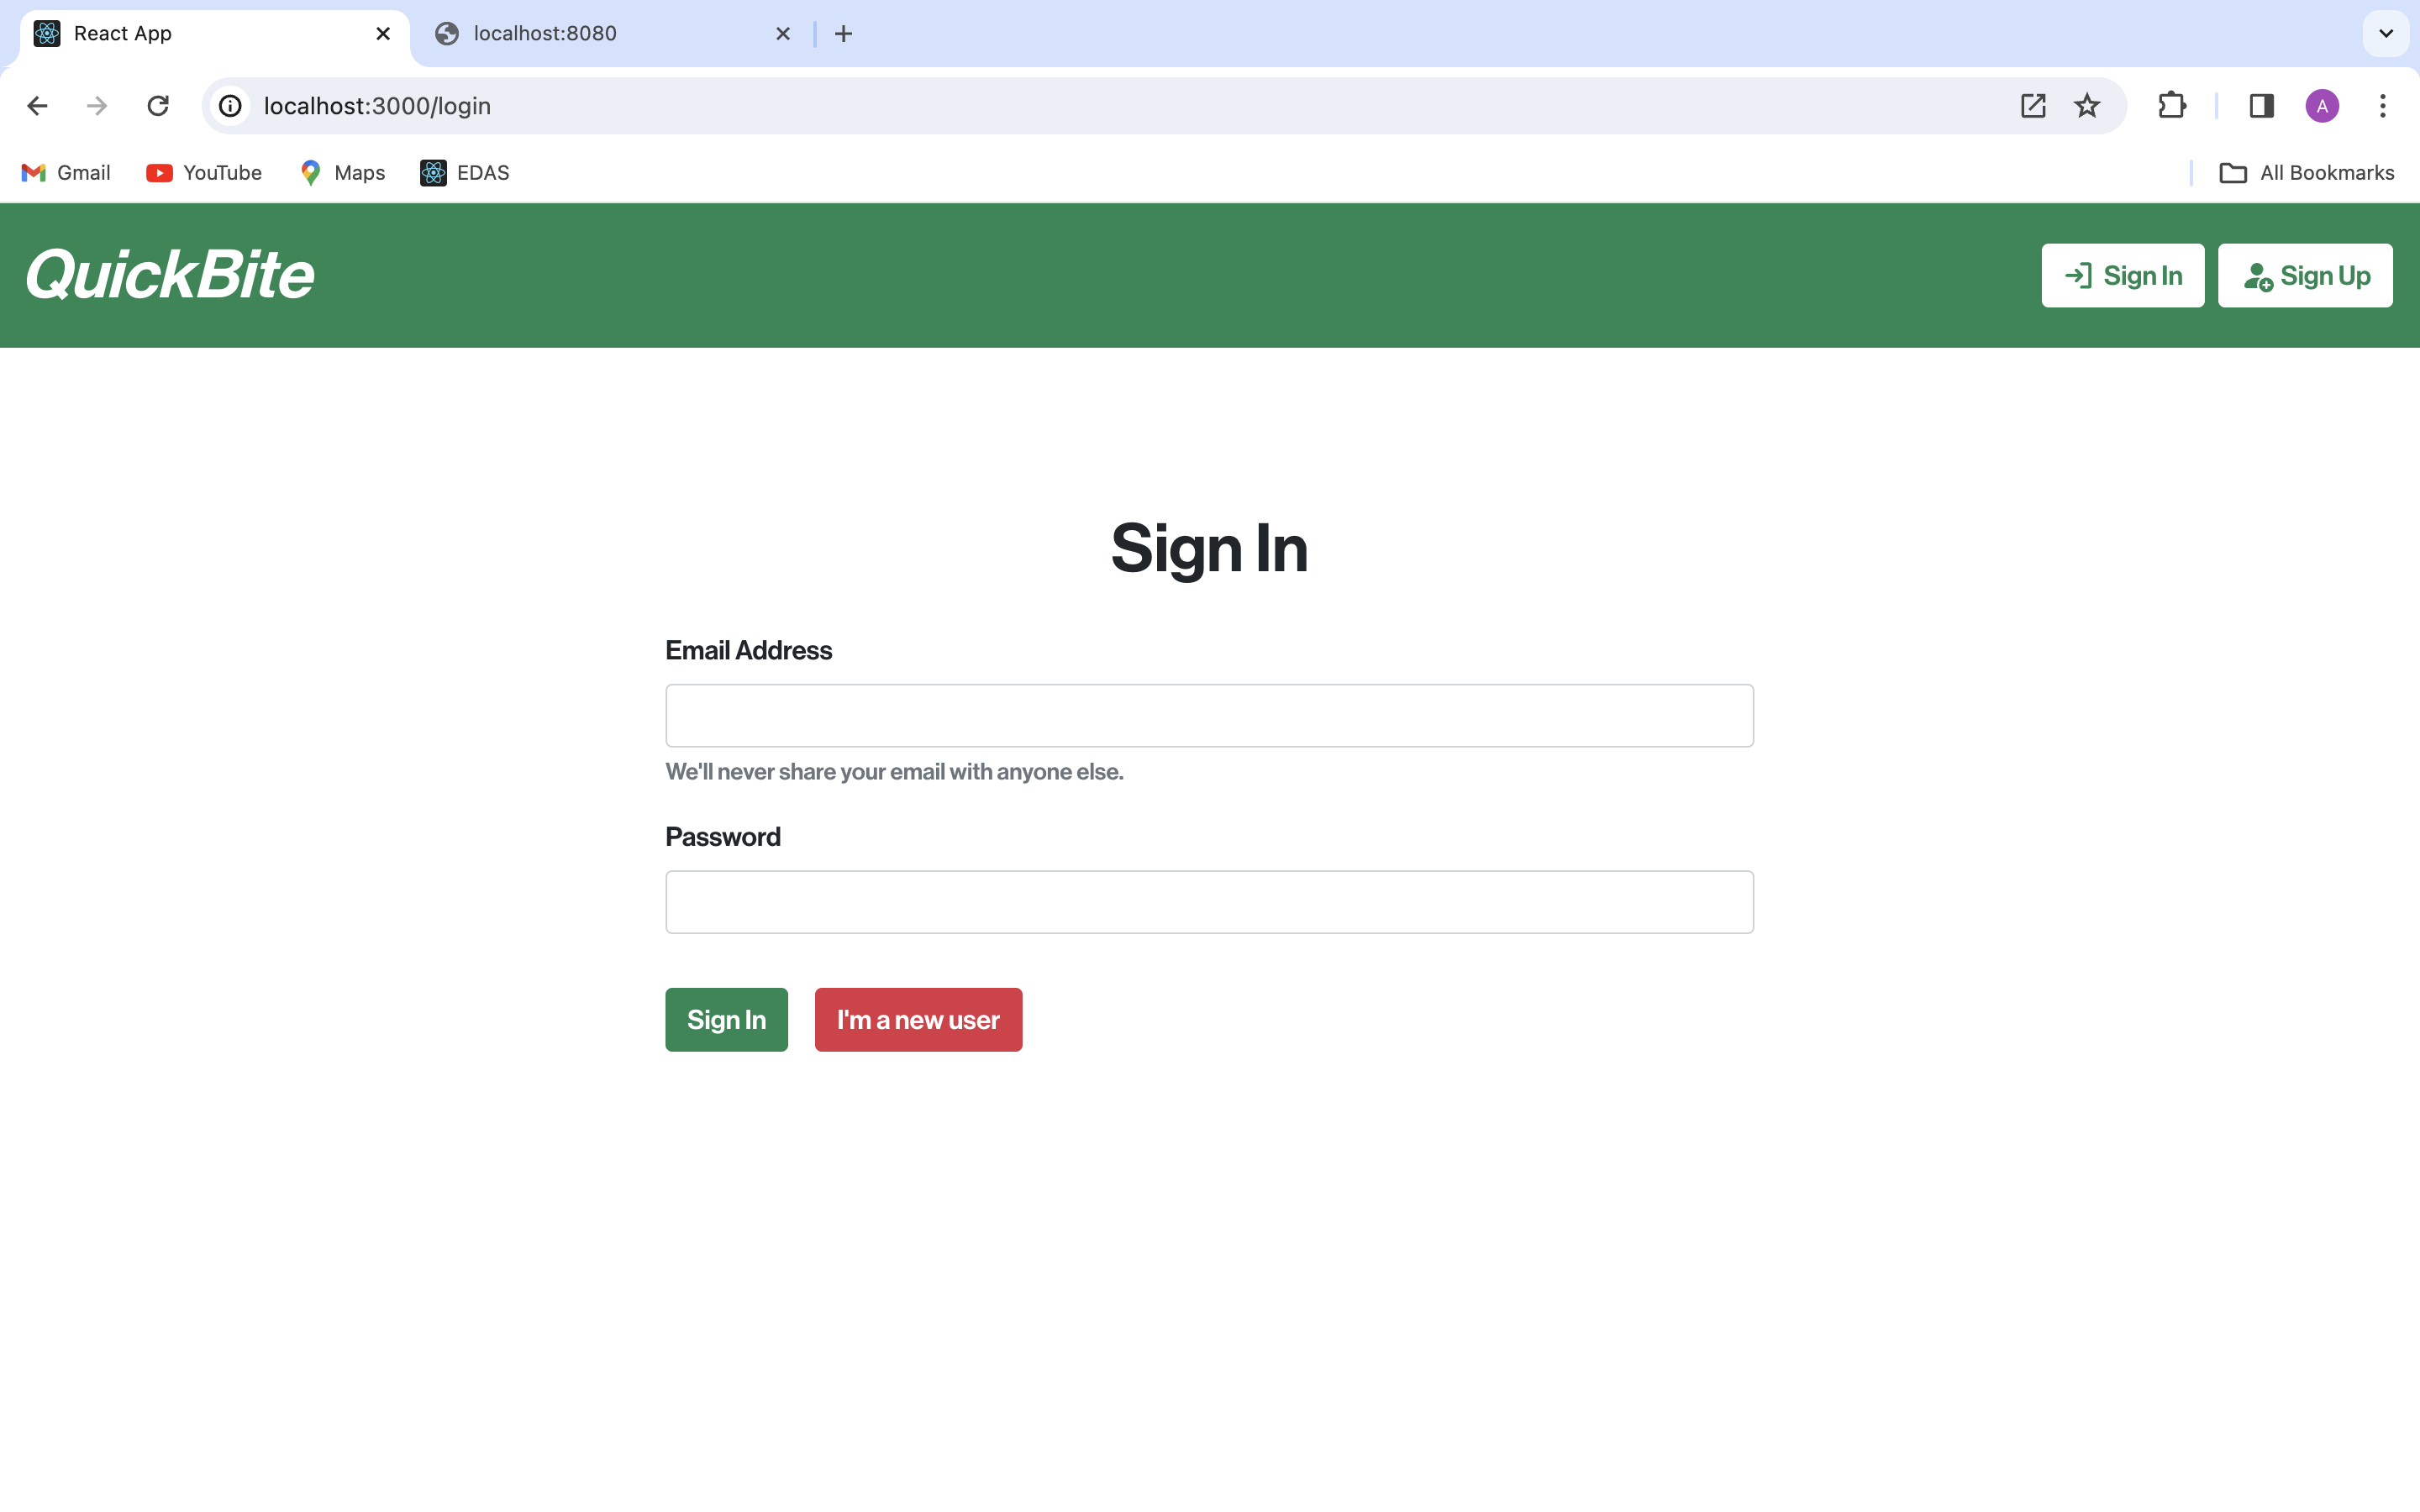 React App
localhost:8080
localhost:3000/login
Gmail YouTube Maps EDAS All Bookmarks
A
QuickBite
Sign In Sign Up
Sign In
Email Address
We'll never share your email with anyone else.
Password
Sign In I'm a new user